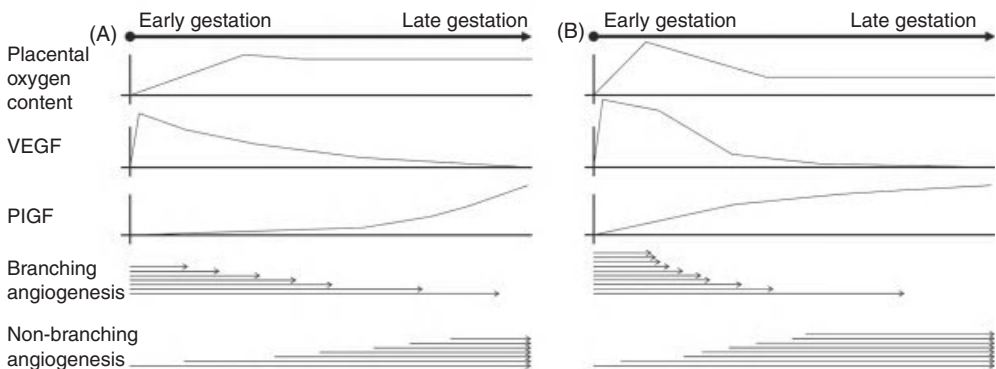 (A) Early gestation Late gestation
(B) Early gestation Late gestation
Placental
oxygen
content
VEGF
PIGF
Branching
angiogenesis
Non-branching
angiogenesis